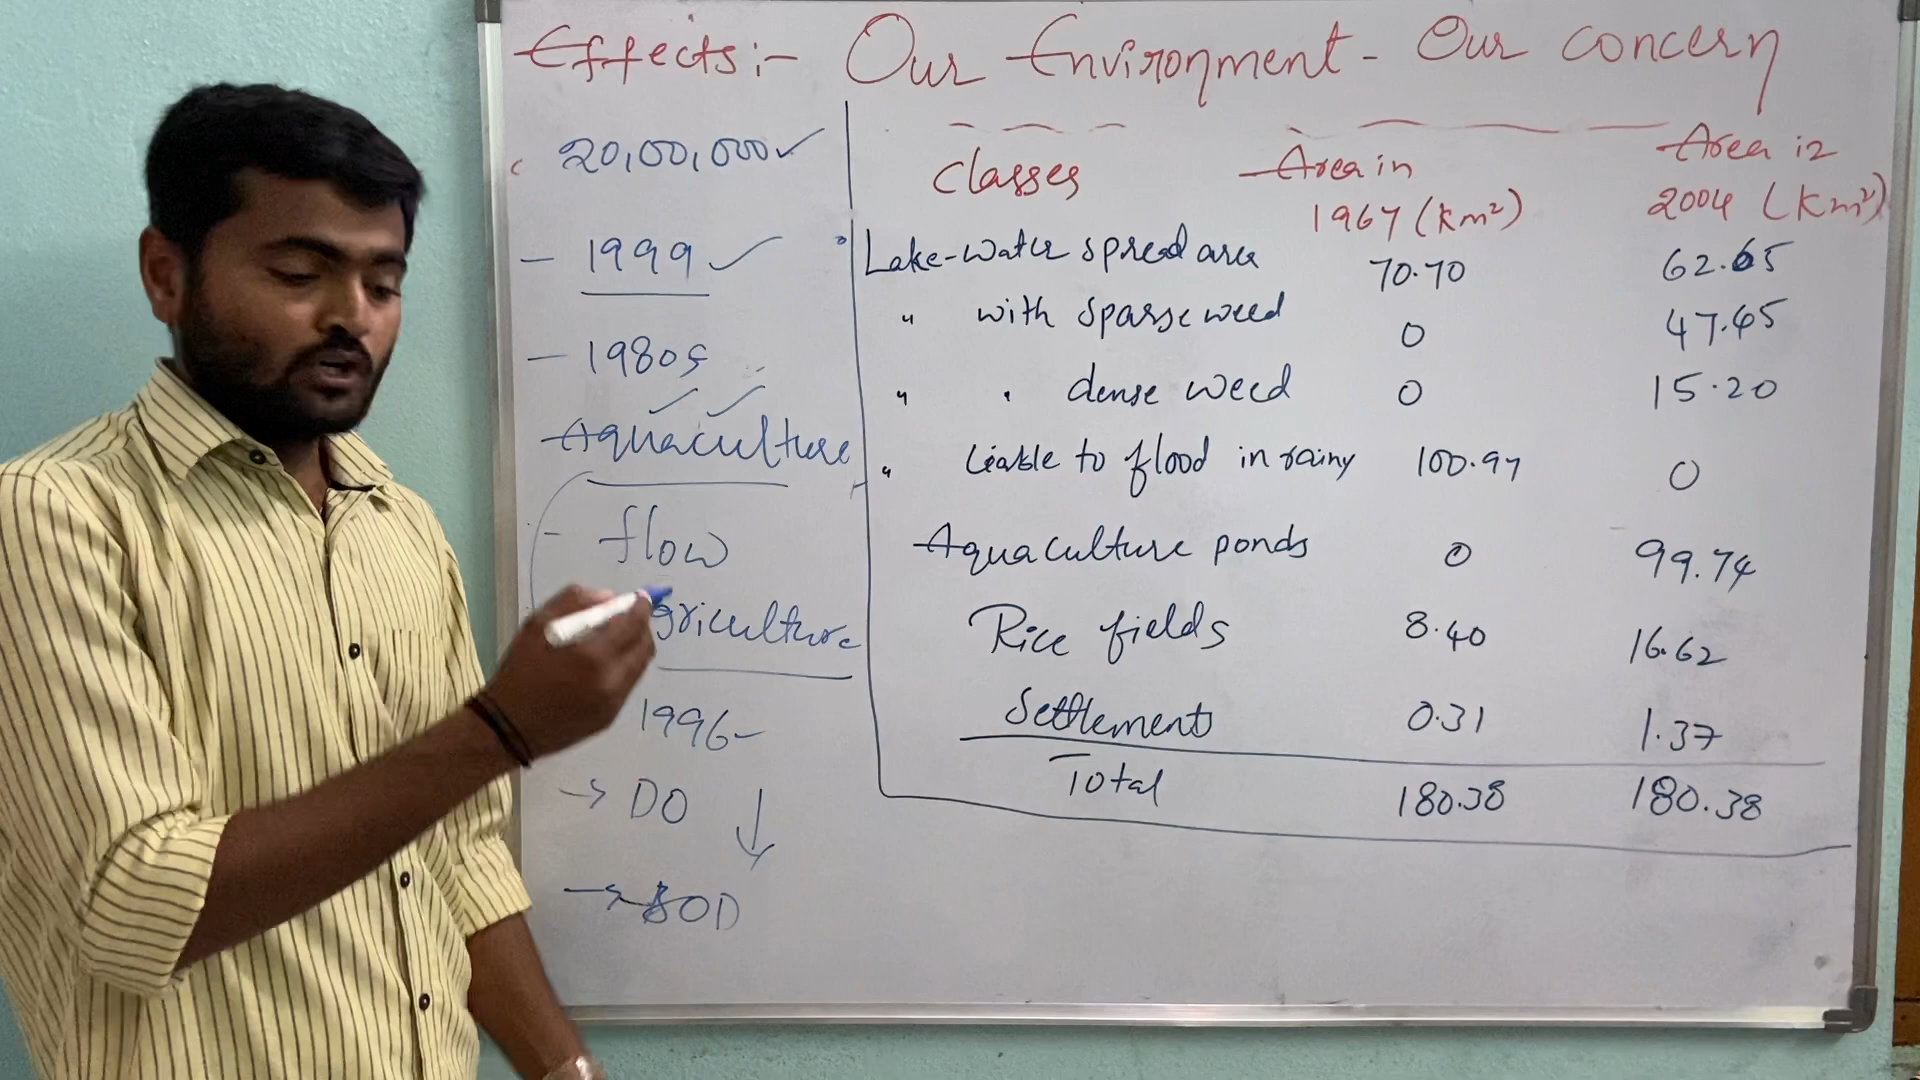 Effects:- Our Environment - Our concern
20,00,000 ✓
- 1999 ✓
- 1980s
Aquaculture
- flow
griculture
1996-
→ DO ↓
→ BOD
Classes Area in 1967 (km²) Area in 2004 (Km²)
Lake-water spread area 70.70 62.65
" with sparse weed 0 47.45
" " dense weed 0 15.20
" Liable to flood in rainy 100.97 0
Aquaculture ponds 0 99.74
Rice fields 8.40 16.62
Settlement 0.31 1.37
Total 180.38 180.38